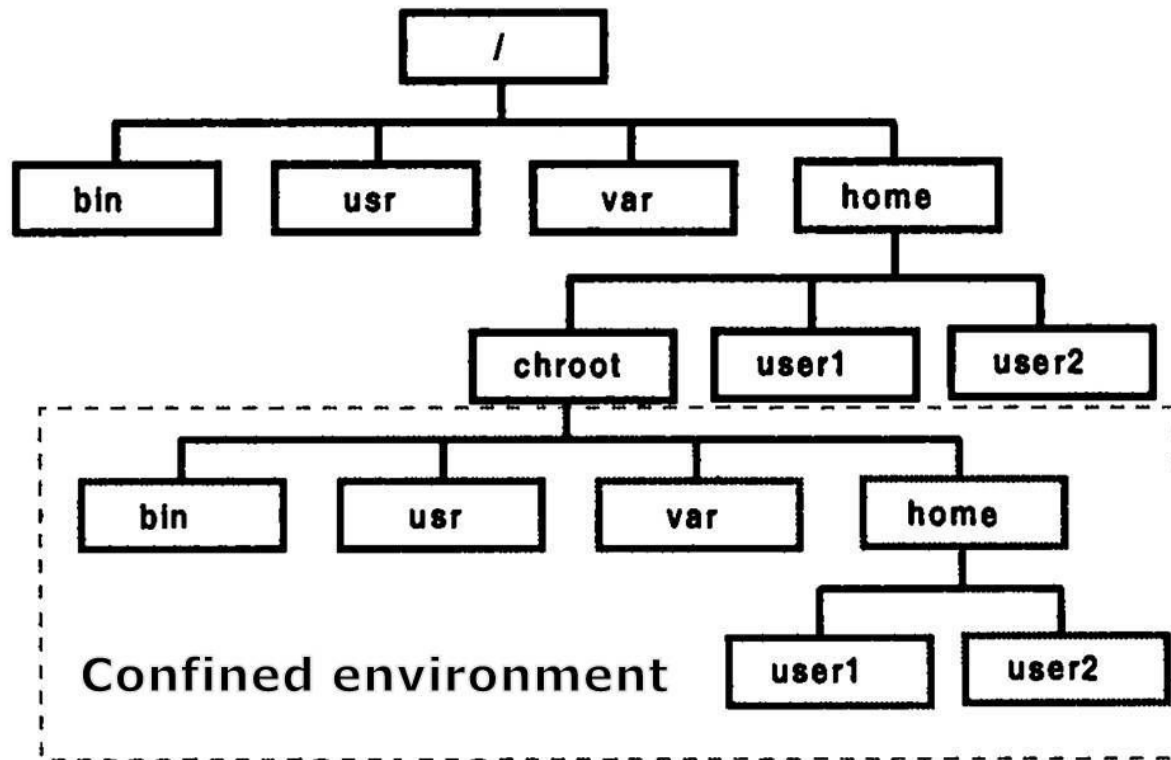 /
bin
usr
var
home
chroot
user1
user2
bin
usr
var
home
user1
user2
Confined environment